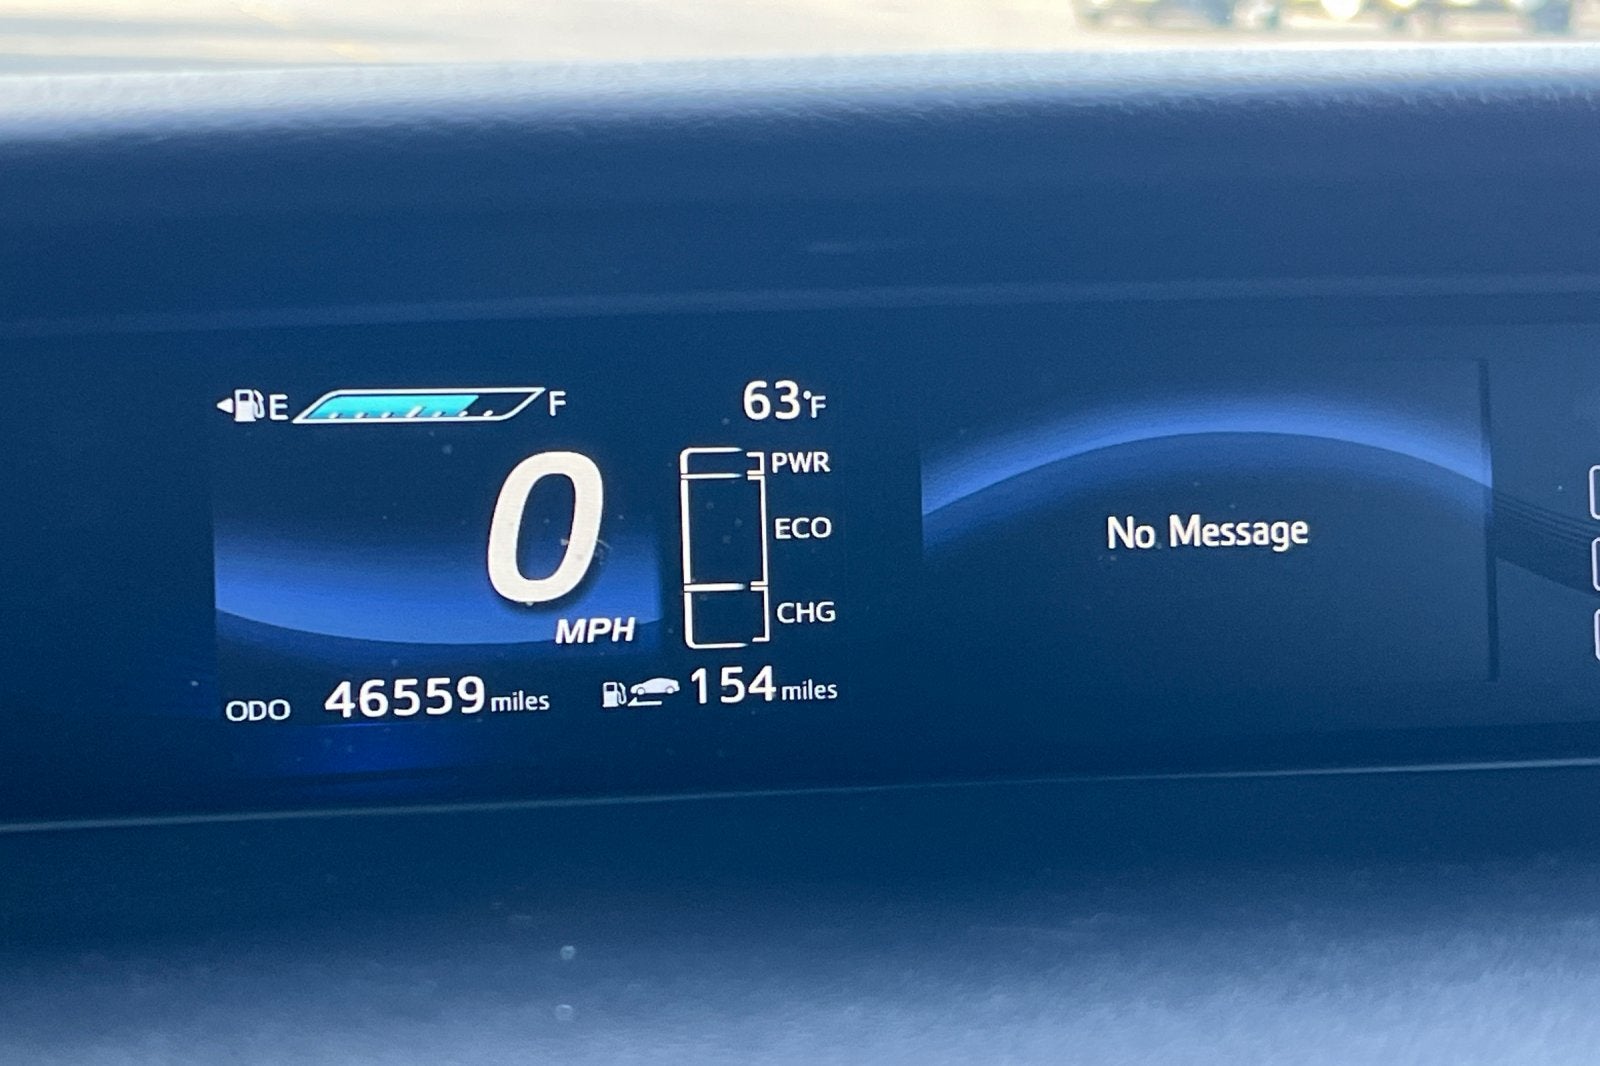 E F
63°F
PWR
0
ECO
No Message
CHG
MPH
ODO 46559 miles
154 miles